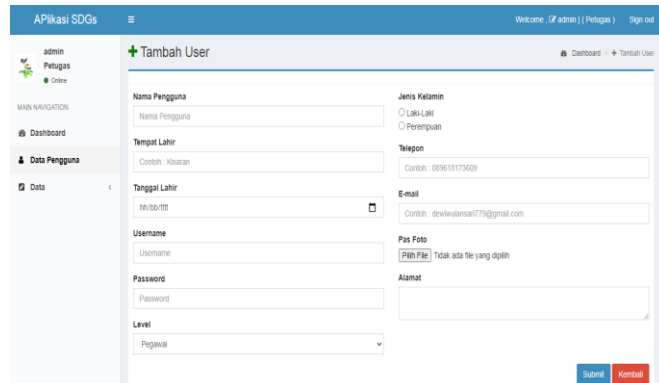 APlikasi SDGs
Welcome , admin | ( Petugas ) Sign out
admin
Petugas
Online
MAIN NAVIGATION
Dashboard
Data Pengguna
Data
Tambah User
Dashboard > Tambah User
Nama Pengguna
Nama Pengguna
Tempat Lahir
Contoh : Kisaran
Tanggal Lahir
hh/bb/tttt
Username
Username
Password
Password
Level
Pegawai
Jenis Kelamin
Laki-Laki
Perempuan
Telepon
Contoh : 089618173609
E-mail
Contoh : dewiwulansari779@gmail.com
Pas Foto
Pilih File Tidak ada file yang dipilih
Alamat
Submit Kembali